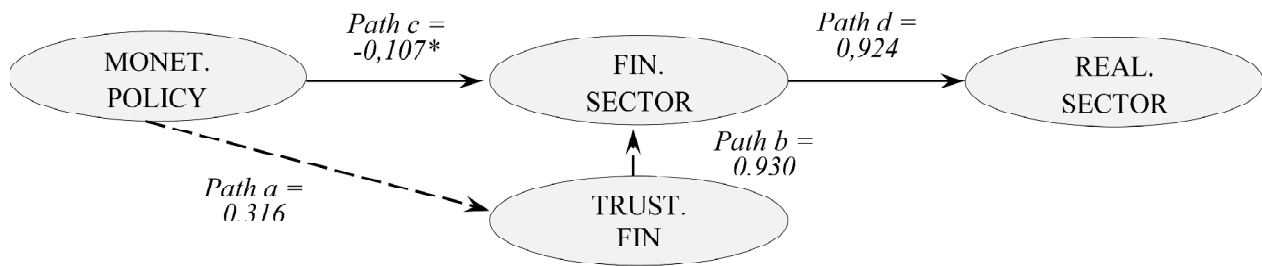 Path c =
-0,107*
Path d =
0,924
MONET.
POLICY
FIN.
SECTOR
REAL.
SECTOR
Path b =
0.930
Path a =
0.316
TRUST.
FIN